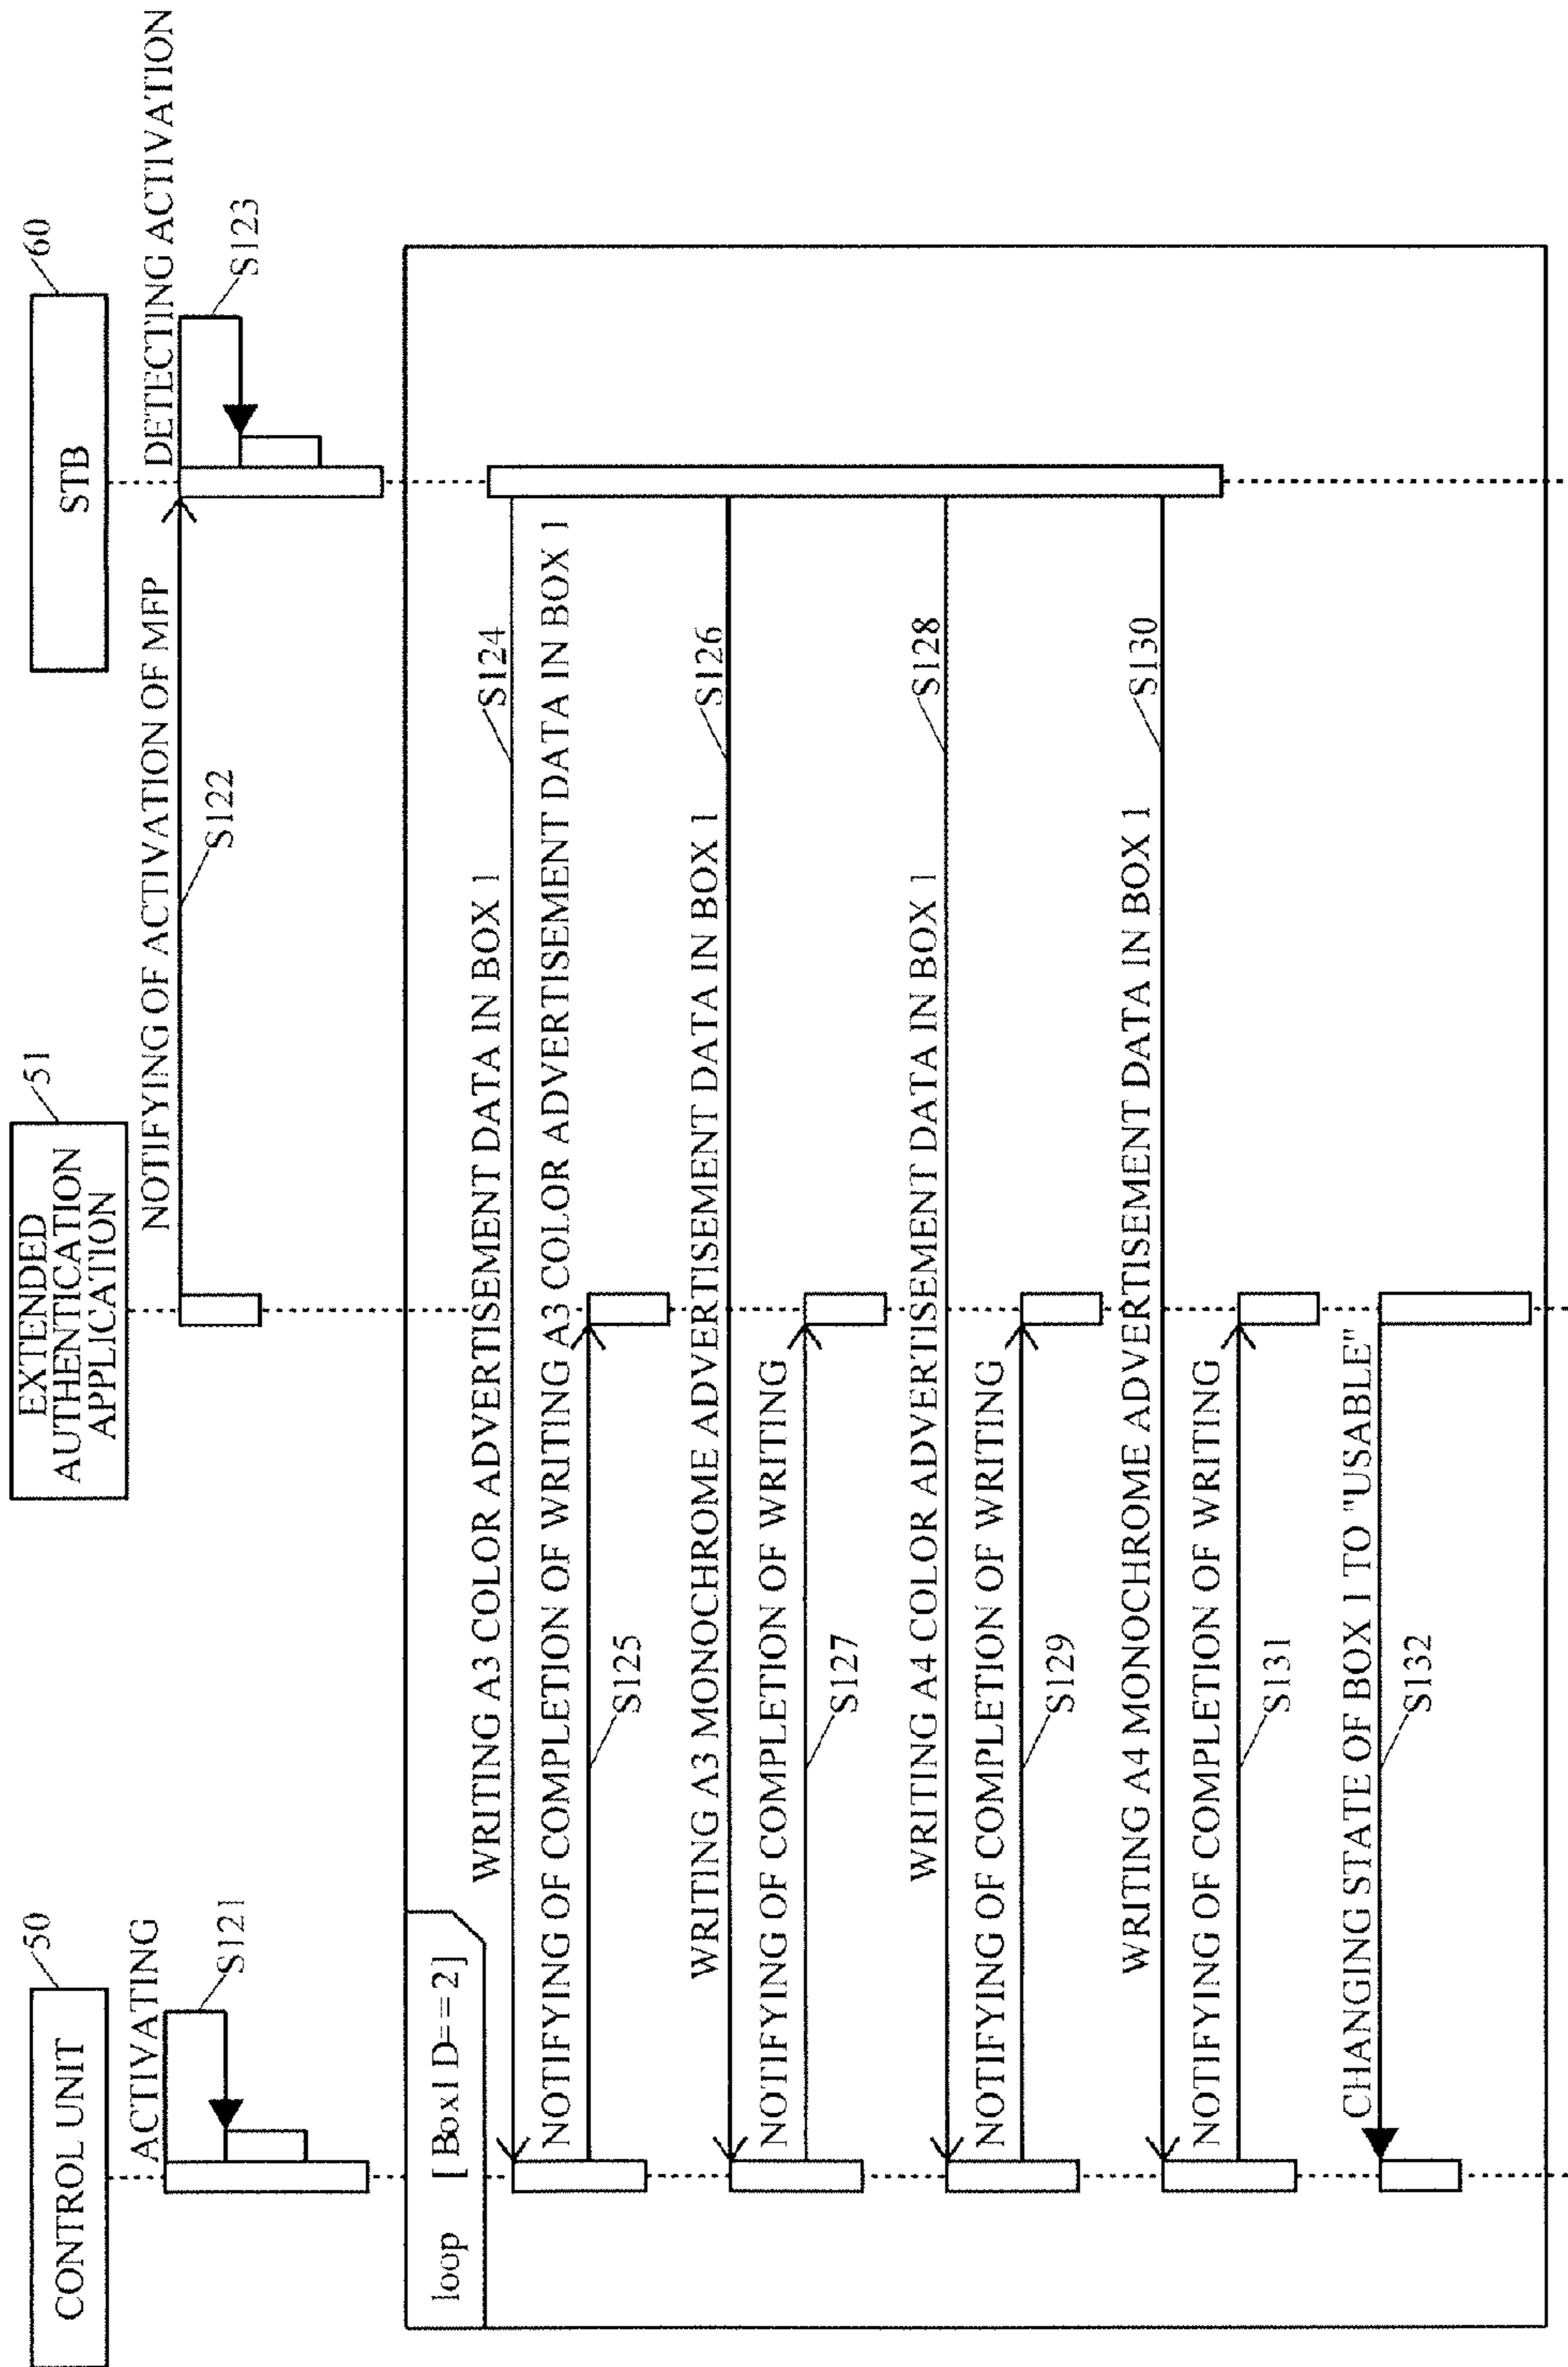 CONTROL UNIT
50
EXTENDED
AUTHENTICATION
APPLICATION
51
STB
60
ACTIVATING
S121
NOTIFYING OF ACTIVATION OF MFP
S122
DETECTING ACTIVATION
S123
loop [ BoxID==2 ]
WRITING A3 COLOR ADVERTISEMENT DATA IN BOX 1
S124
NOTIFYING OF COMPLETION OF WRITING A3 COLOR ADVERTISEMENT DATA IN BOX 1
S125
WRITING A3 MONOCHROME ADVERTISEMENT DATA IN BOX 1
S126
NOTIFYING OF COMPLETION OF WRITING
S127
WRITING A4 COLOR ADVERTISEMENT DATA IN BOX 1
S128
NOTIFYING OF COMPLETION OF WRITING
S129
WRITING A4 MONOCHROME ADVERTISEMENT DATA IN BOX 1
S130
NOTIFYING OF COMPLETION OF WRITING
S131
CHANGING STATE OF BOX 1 TO "USABLE"
S132